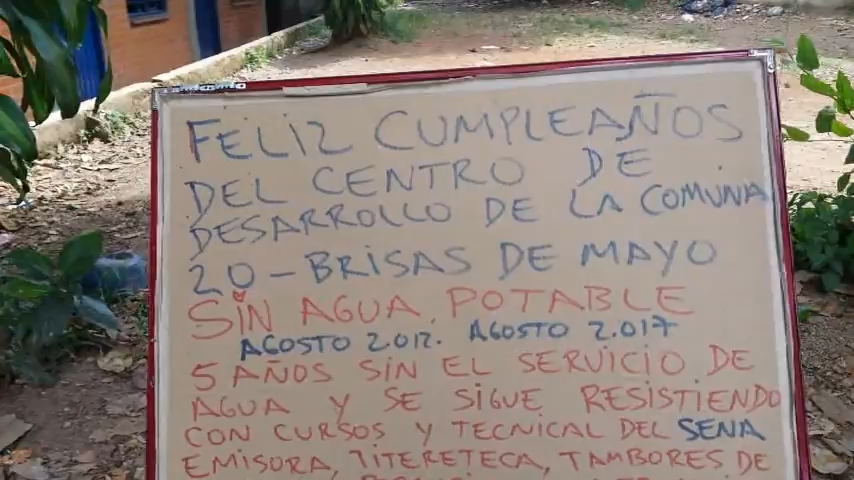 FELIZ CUMPLEAÑOS
DEL CENTRO DE
DESARROLLO DE LA COMUNA
20 - BRISAS DE MAYO
SIN AGUA POTABLE
AGOSTO 2.012. AGOSTO 2.017
5 AÑOS SIN EL SERVICIO DE
AGUA Y SE SIGUE RESISTIENDO
CON CURSOS Y TECNICAL DEL SENA
EMISORA, TITERETECA, TAMBORES DE